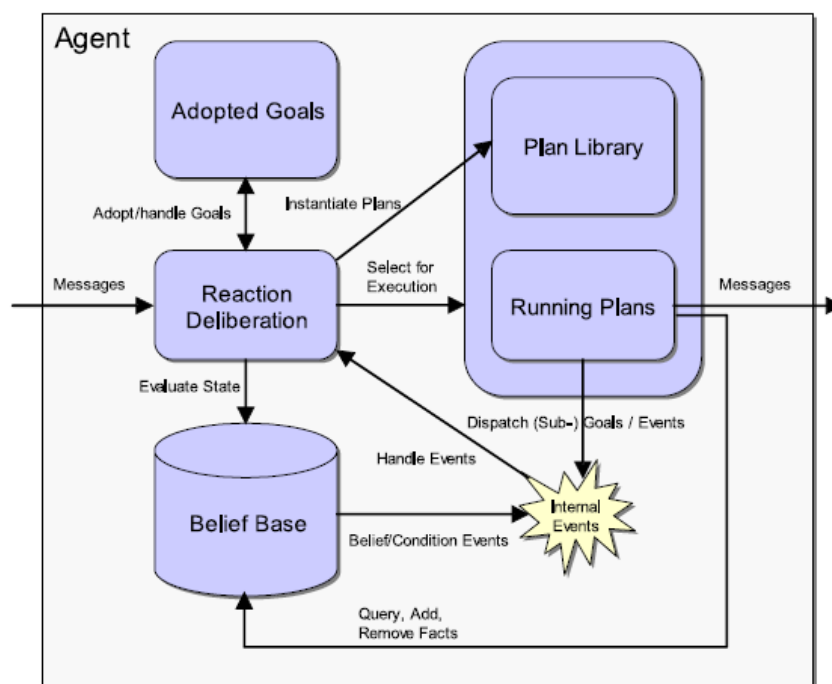 Agent
Adopted Goals
Plan Library
Adopt/handle Goals
Instantiate Plans
Messages
Reaction
Deliberation
Select for
Execution
Running Plans
Messages
Evaluate State
Dispatch (Sub-) Goals / Events
Handle Events
Belief Base
Internal
Events
Belief/Condition Events
Query, Add,
Remove Facts